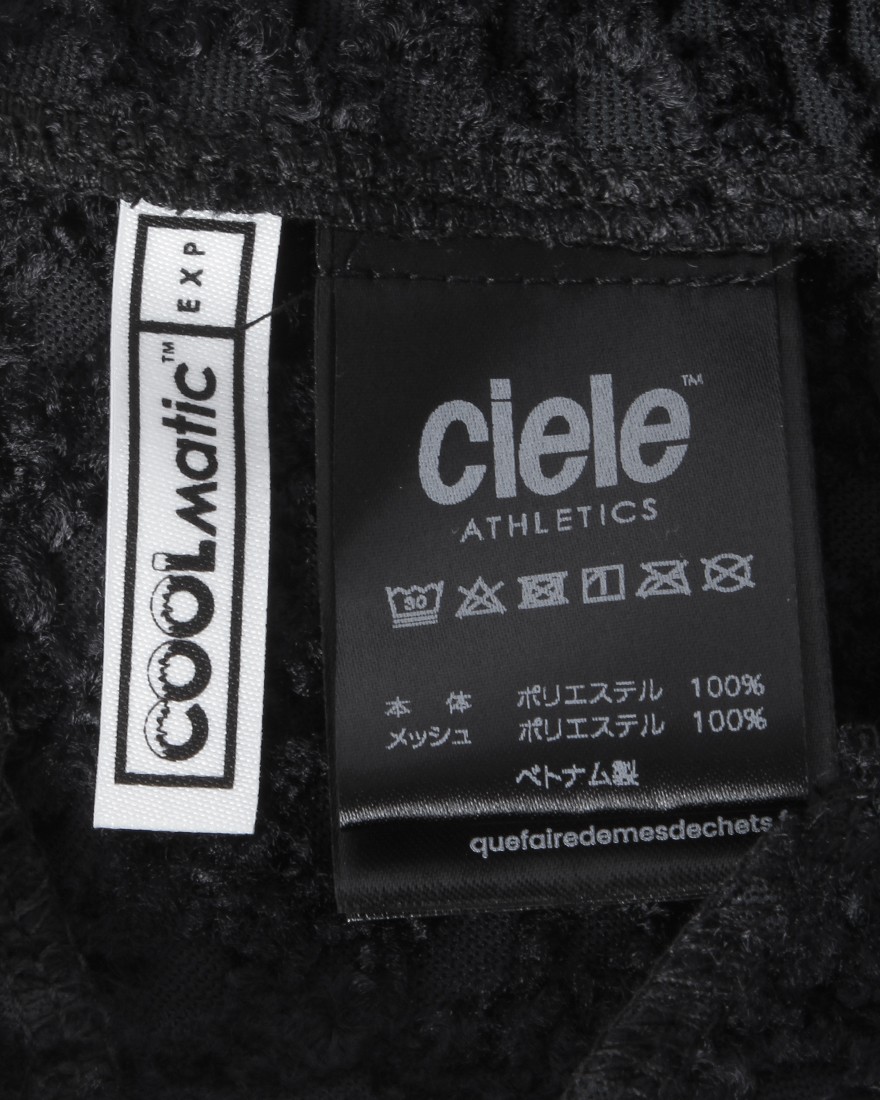 COOLMatic™ EXP
ciele™
ATHLETICS
30
本体 ポリエステル 100%
メッシュ ポリエステル 100%
ベトナム製
quefairedemesdechets.f